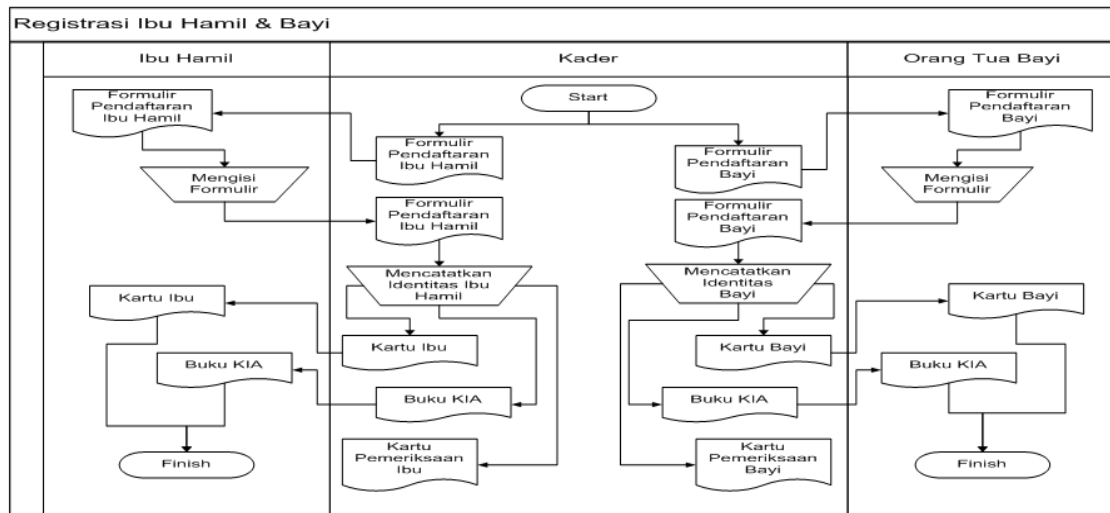 Registrasi Ibu Hamil & Bayi
Ibu Hamil
Kader
Orang Tua Bayi
Start
Formulir
Pendaftaran
Ibu Hamil
Formulir
Pendaftaran
Ibu Hamil
Formulir
Pendaftaran
Bayi
Formulir
Pendaftaran
Bayi
Mengisi
Formulir
Mengisi
Formulir
Formulir
Pendaftaran
Ibu Hamil
Formulir
Pendaftaran
Bayi
Mencatatkan
Identitas Ibu
Hamil
Mencatatkan
Identitas
Bayi
Kartu Ibu
Kartu Ibu
Kartu Bayi
Kartu Bayi
Buku KIA
Buku KIA
Buku KIA
Buku KIA
Kartu
Pemeriksaan
Ibu
Kartu
Pemeriksaan
Bayi
Finish
Finish